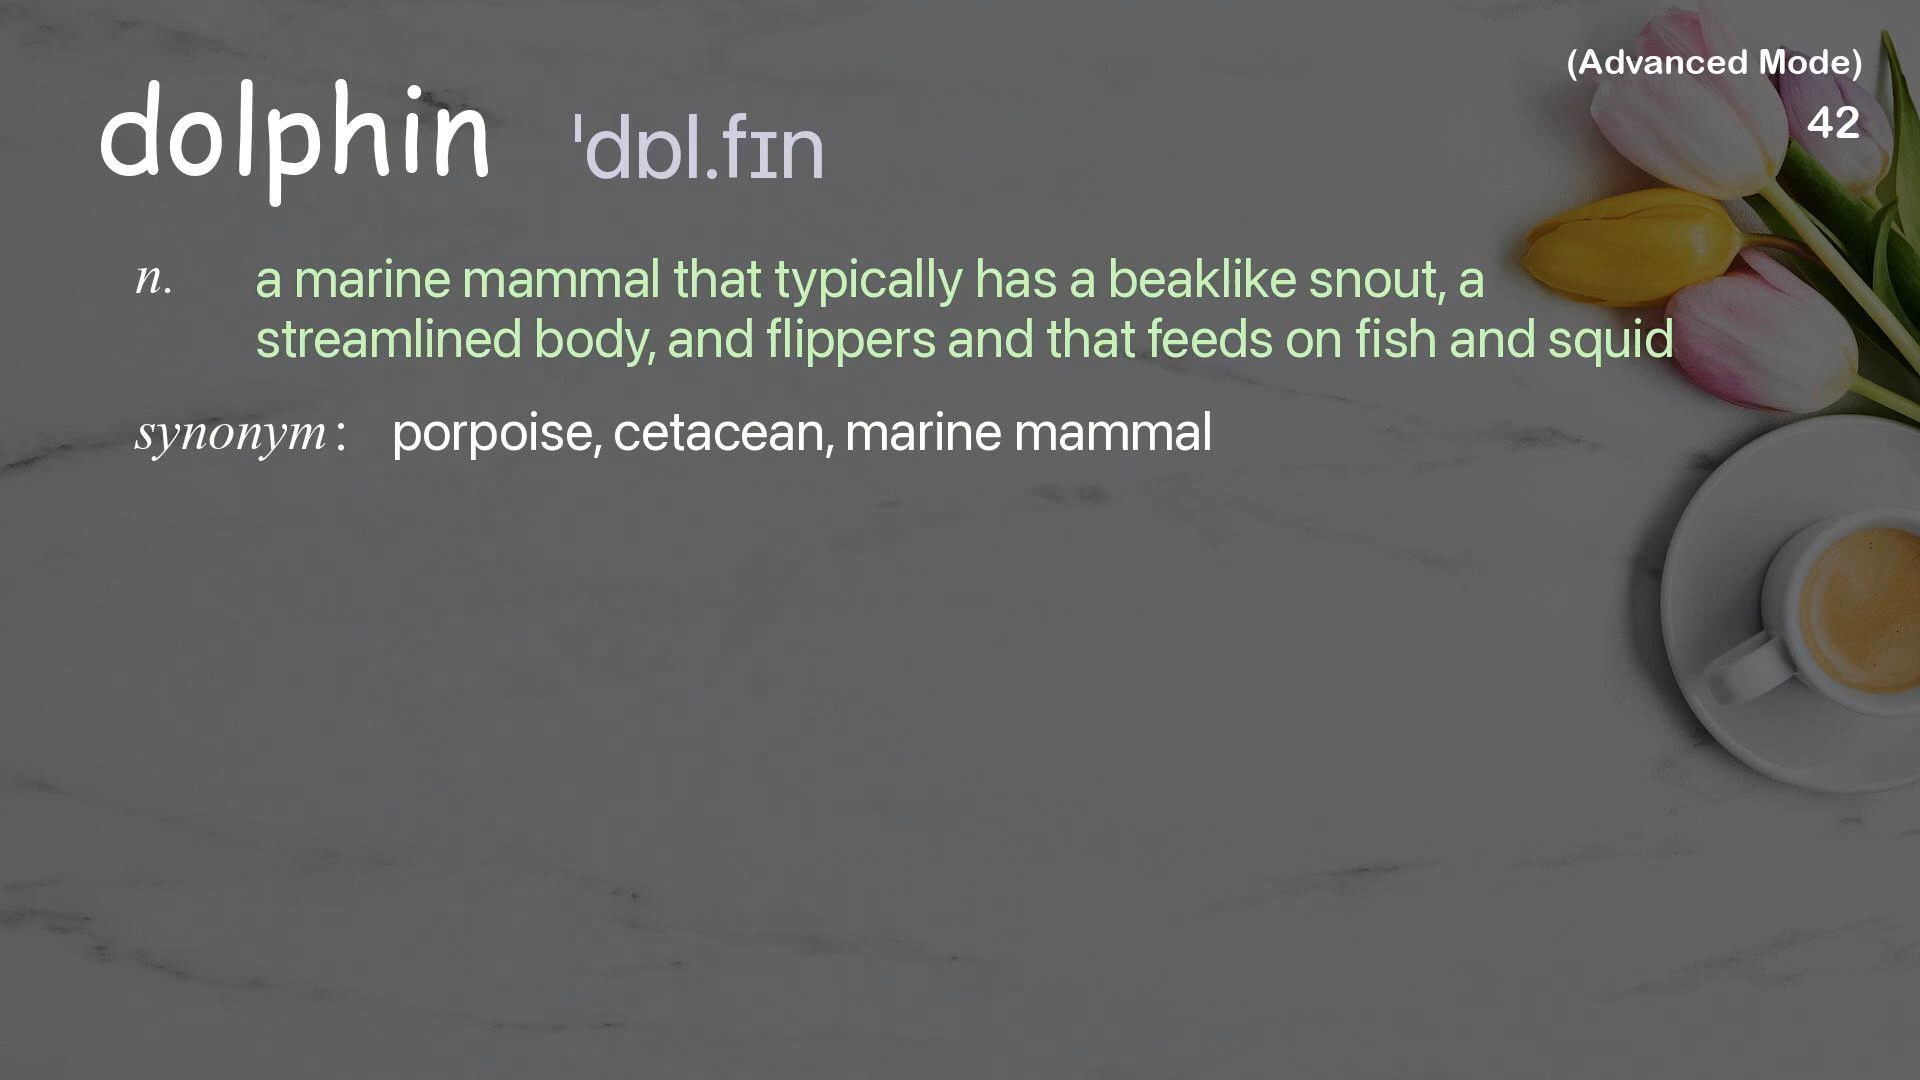 (Advanced Mode)
42
dolphin ˈdɒl.fɪn
n. a marine mammal that typically has a beaklike snout, a
streamlined body, and flippers and that feeds on fish and squid
synonym: porpoise, cetacean, marine mammal